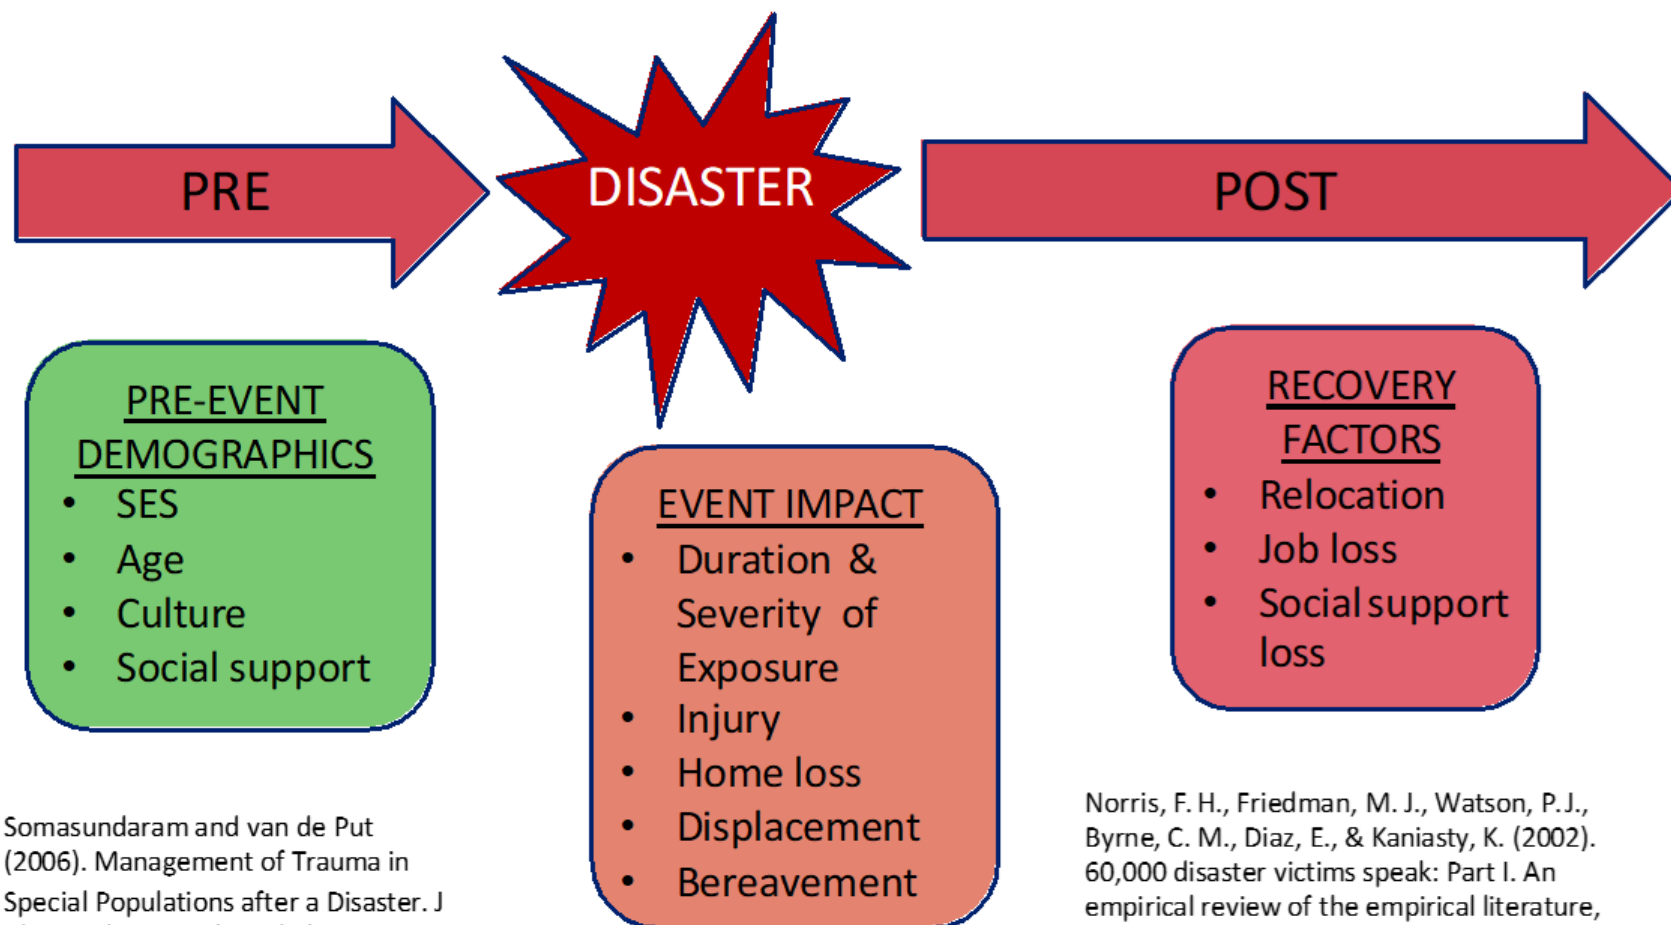 PRE
DISASTER
POST
PRE-EVENT
DEMOGRAPHICS
• SES
• Age
• Culture
• Social support
EVENT IMPACT
• Duration &
Severity of
Exposure
• Injury
• Home loss
• Displacement
• Bereavement
RECOVERY
FACTORS
• Relocation
• Job loss
• Social support
loss
Somasundaram and van de Put
(2006). Management of Trauma in
Special Populations after a Disaster. J
Norris, F. H., Friedman, M. J., Watson, P.J.,
Byrne, C. M., Diaz, E., & Kaniasty, K. (2002).
60,000 disaster victims speak: Part I. An
empirical review of the empirical literature,